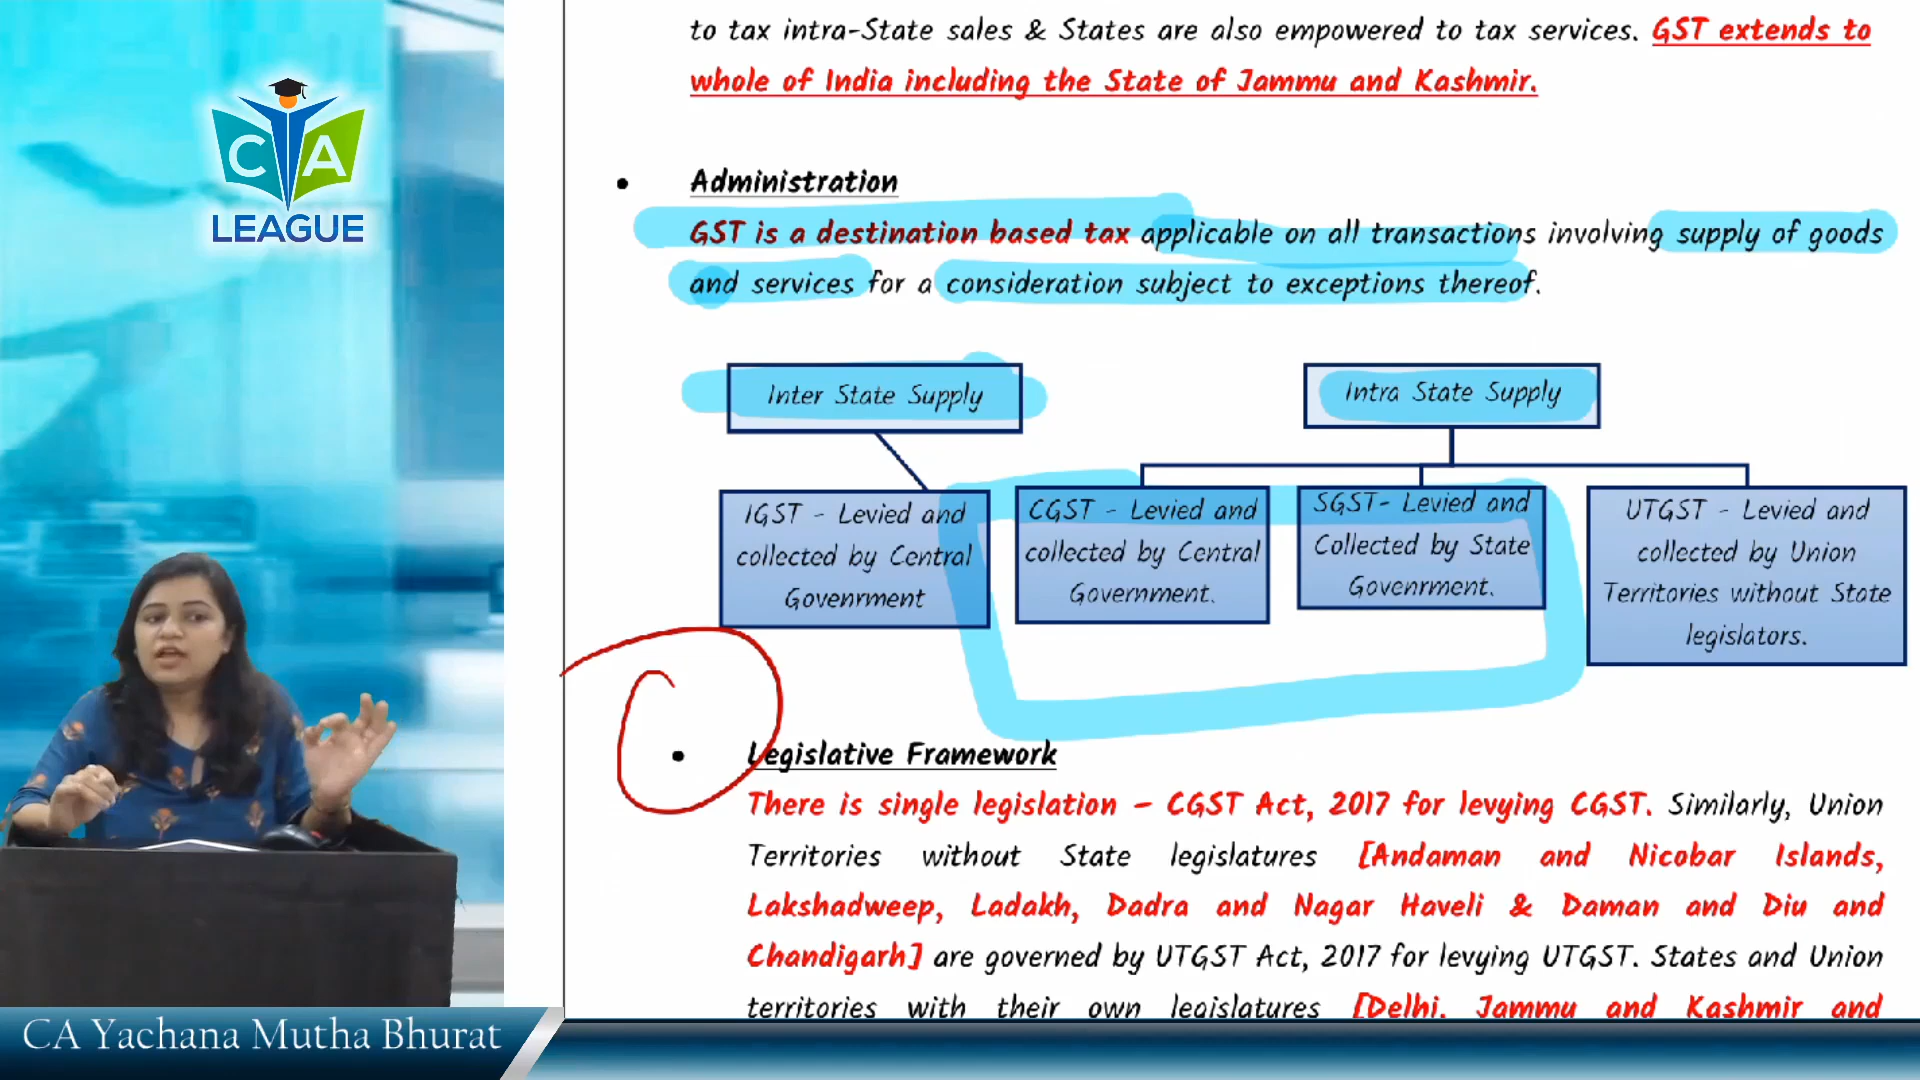 to tax intra-State sales & States are also empowered to tax services. GST extends to
whole of India including the State of Jammu and Kashmir.
C A
LEAGUE
• Administration
GST is a destination based tax applicable on all transactions involving supply of goods
and services for a consideration subject to exceptions thereof.
Inter State Supply
Intra State Supply
IGST - Levied and
collected by Central
Govenrment
CGST - Levied and
collected by Central
Government.
SGST- Levied and
Collected by State
Govenrment.
UTGST - Levied and
collected by Union
Territories without State
legislators.
• Legislative Framework
There is single legislation – CGST Act, 2017 for levying CGST. Similarly, Union
Territories without State legislatures [Andaman and Nicobar Islands,
Lakshadweep, Ladakh, Dadra and Nagar Haveli & Daman and Diu and
Chandigarh] are governed by UTGST Act, 2017 for levying UTGST. States and Union
territories with their own legislatures [Delhi, Jammu and Kashmir and
CA Yachana Mutha Bhurat